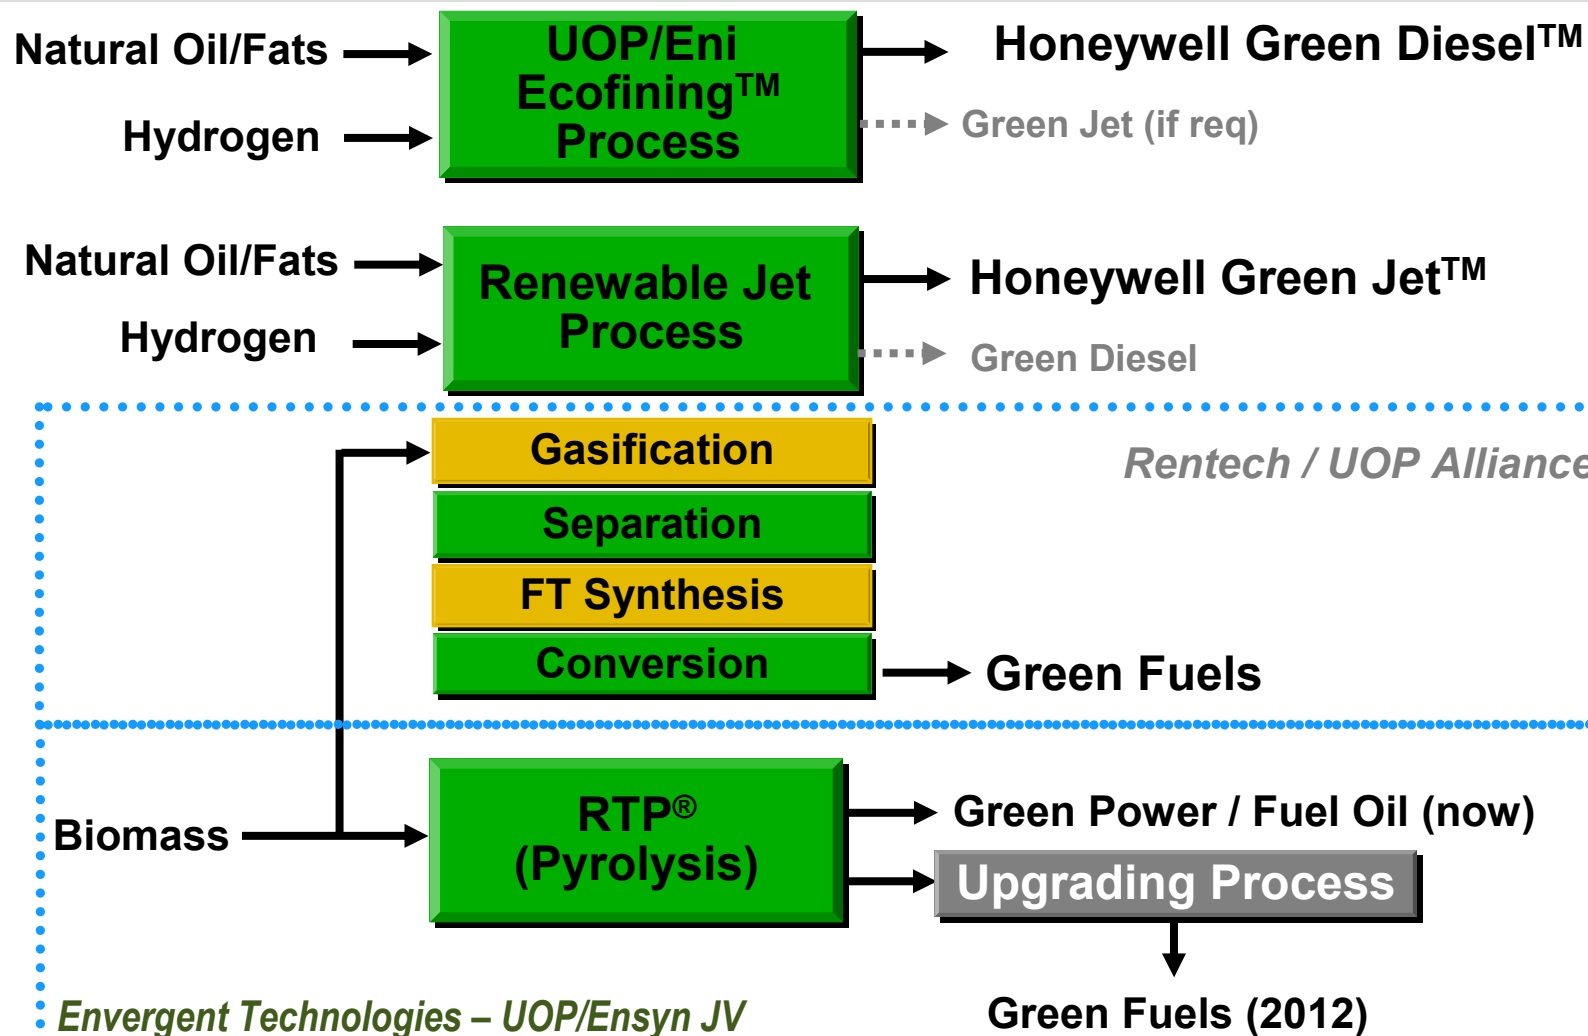 Natural Oil/Fats
Hydrogen
UOP/Eni
Ecofining™
Process
Honeywell Green Diesel™
Green Jet (if req)
Natural Oil/Fats
Hydrogen
Renewable Jet
Process
Honeywell Green Jet™
Green Diesel
Gasification
Rentech / UOP Alliance
Separation
FT Synthesis
Conversion
Green Fuels
Biomass
RTP®
(Pyrolysis)
Green Power / Fuel Oil (now)
Upgrading Process
Green Fuels (2012)
Envergent Technologies – UOP/Ensyn JV